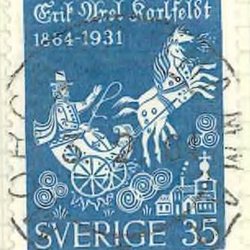 Erik Axel Karlfeldt
1864-1931
SVERIGE 35